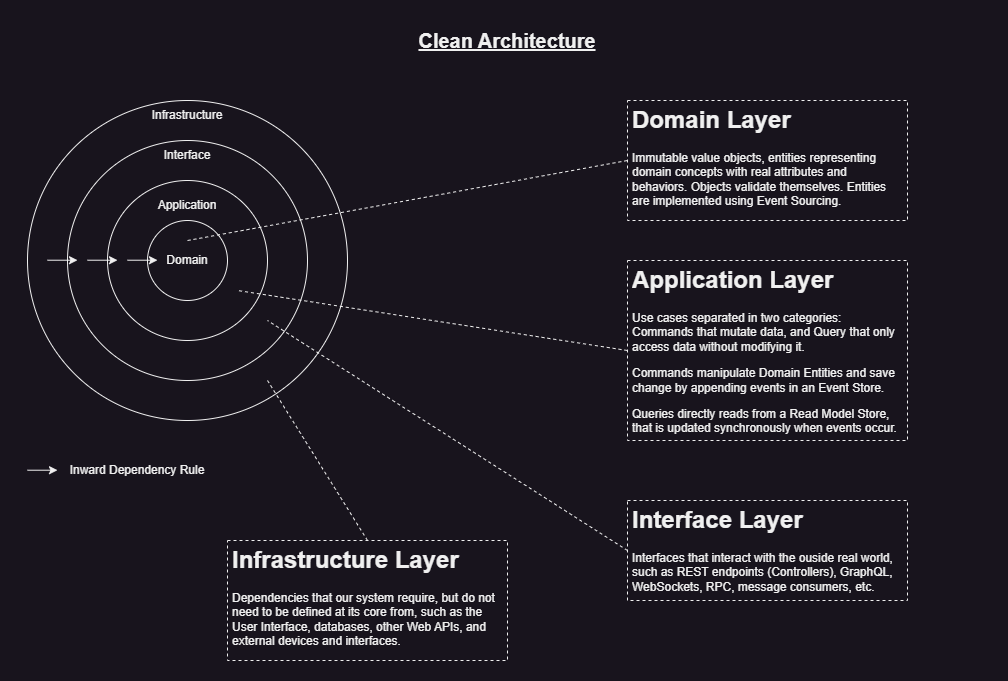 Clean Architecture
Infrastructure
Interface
Application
Domain
Inward Dependency Rule
Domain Layer
Immutable value objects, entities representing
domain concepts with real attributes and
behaviors. Objects validate themselves. Entities
are implemented using Event Sourcing.
Application Layer
Use cases separated in two categories:
Commands that mutate data, and Query that only
access data without modifying it.
Commands manipulate Domain Entities and save
change by appending events in an Event Store.
Queries directly reads from a Read Model Store,
that is updated synchronously when events occur.
Interface Layer
Interfaces that interact with the ouside real world,
such as REST endpoints (Controllers), GraphQL,
WebSockets, RPC, message consumers, etc.
Infrastructure Layer
Dependencies that our system require, but do not
need to be defined at its core from, such as the
User Interface, databases, other Web APIs, and
external devices and interfaces.